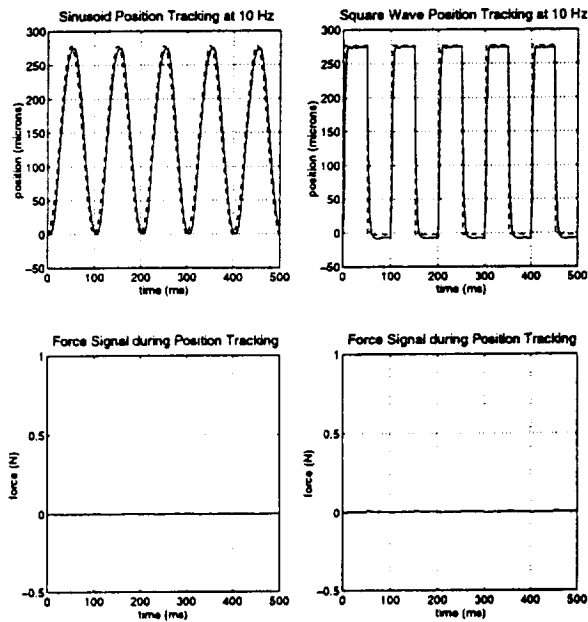 Sinusoid Position Tracking at 10 Hz
300
250
200
150
100
50
0
-50
position (microns)
0 100 200 300 400 500
time (ms)
Square Wave Position Tracking at 10 Hz
300
250
200
150
100
50
0
-50
position (microns)
0 100 200 300 400 500
time (ms)
Force Signal during Position Tracking
1
0.5
0
-0.5
force (N)
0 100 200 300 400 500
time (ms)
Force Signal during Position Tracking
1
0.5
0
-0.5
force (N)
0 100 200 300 400 500
time (ms)